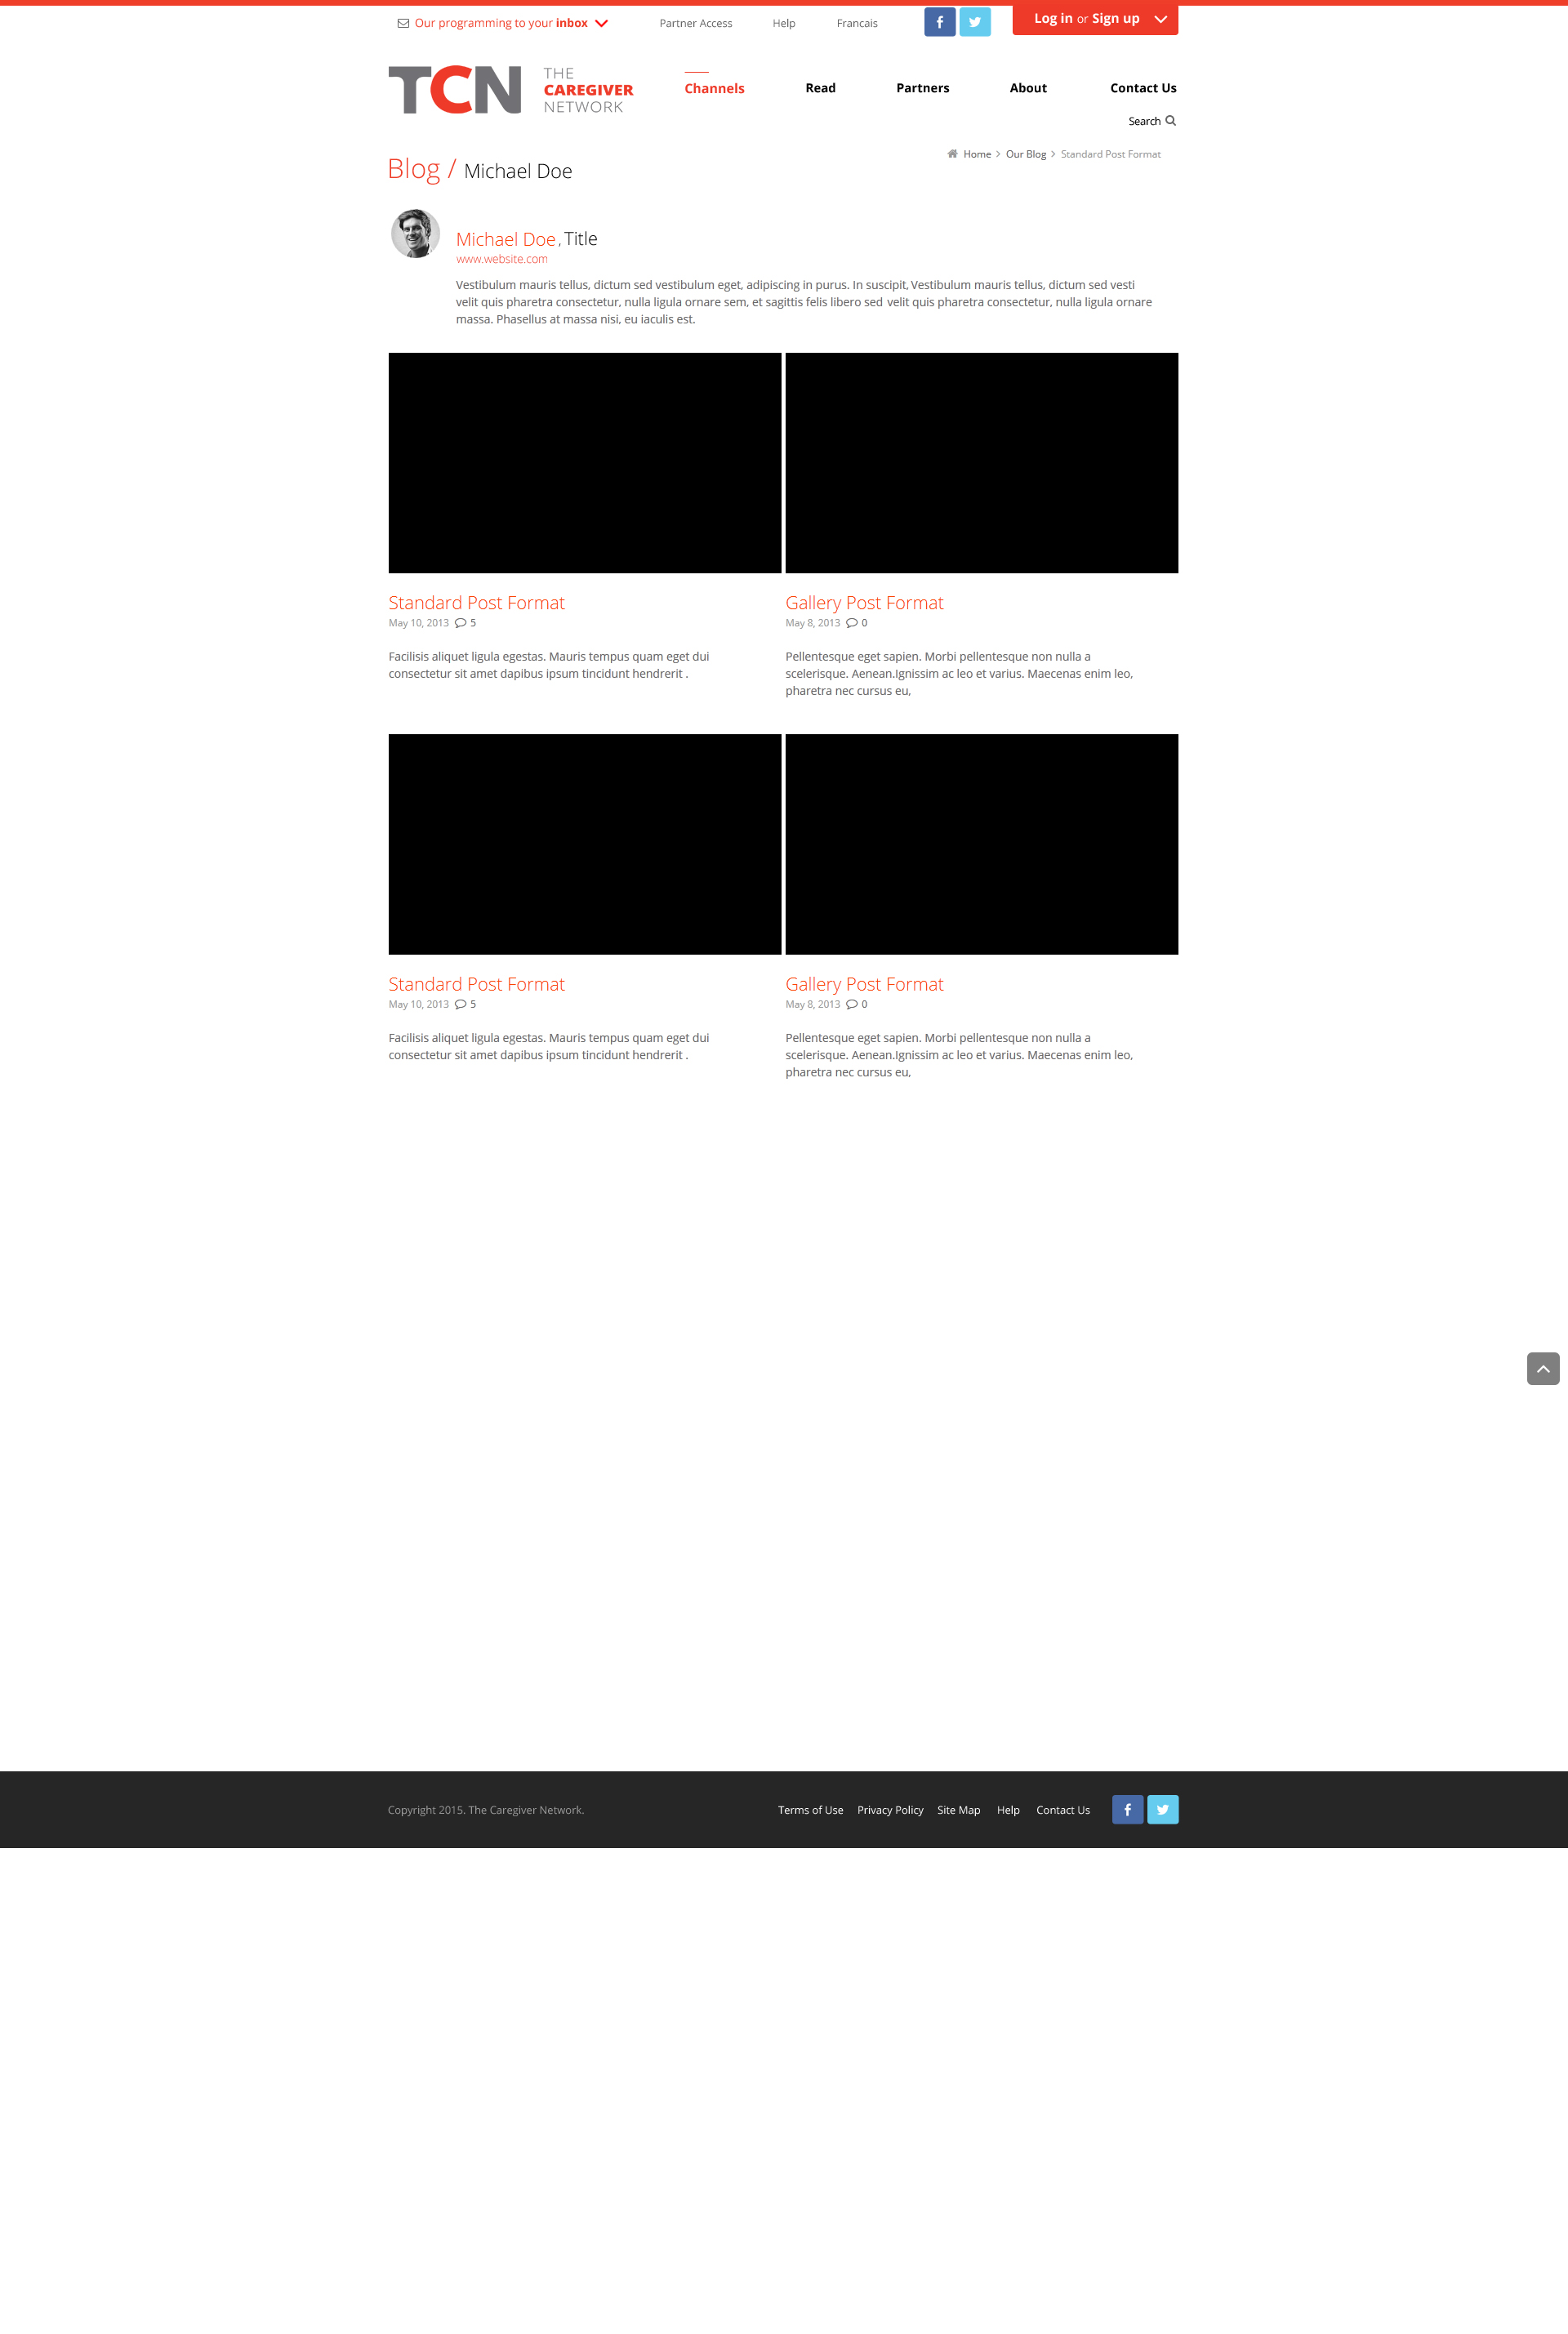 Our programming to your inbox
Partner Access
Help
Francais
Log in or Sign up
TCN
THE
CAREGIVER
NETWORK
Channels
Read
Partners
About
Contact Us
Search
Home
Our Blog
Standard Post Format
Blog / Michael Doe
Michael Doe , Title
www.website.com
Vestibulum mauris tellus, dictum sed vestibulum eget, adipiscing in purus. In suscipit, Vestibulum mauris tellus, dictum sed vesti
velit quis pharetra consectetur, nulla ligula ornare sem, et sagittis felis libero sed velit quis pharetra consectetur, nulla ligula ornare
massa. Phasellus at massa nisi, eu iaculis est.
Standard Post Format
May 10, 2013 5
Facilisis aliquet ligula egestas. Mauris tempus quam eget dui
consectetur sit amet dapibus ipsum tincidunt hendrerit .
Gallery Post Format
May 8, 2013 0
Pellentesque eget sapien. Morbi pellentesque non nulla a
scelerisque. Aenean.Ignissim ac leo et varius. Maecenas enim leo,
pharetra nec cursus eu,
Standard Post Format
May 10, 2013 5
Facilisis aliquet ligula egestas. Mauris tempus quam eget dui
consectetur sit amet dapibus ipsum tincidunt hendrerit .
Gallery Post Format
May 8, 2013 0
Pellentesque eget sapien. Morbi pellentesque non nulla a
scelerisque. Aenean.Ignissim ac leo et varius. Maecenas enim leo,
pharetra nec cursus eu,
Copyright 2015. The Caregiver Network.
Terms of Use
Privacy Policy
Site Map
Help
Contact Us